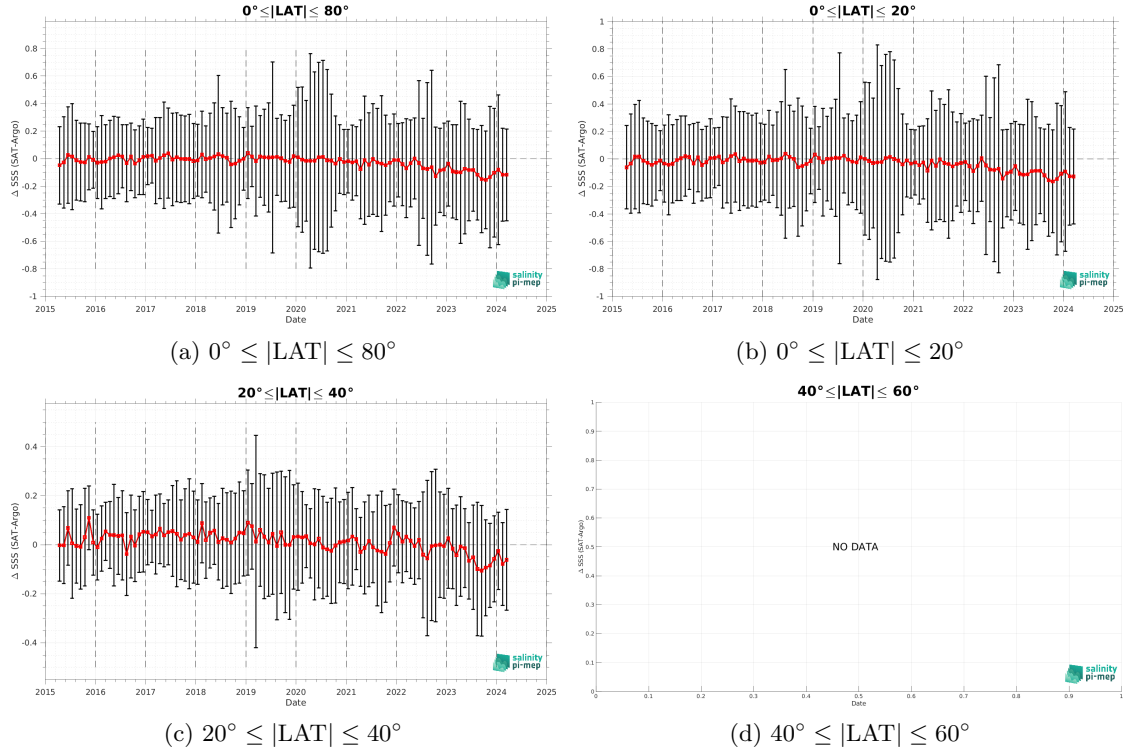 0°≤|LAT|≤ 80°
Δ SSS (SAT-Argo)
0.8
0.6
0.4
0.2
0
-0.2
-0.4
-0.6
-0.8
-1
2015 2016 2017 2018 2019 2020 2021 2022 2023 2024 2025
Date
salinity
pi-mep
(a) 0° ≤ |LAT| ≤ 80°
0°≤|LAT|≤ 20°
Δ SSS (SAT-Argo)
1
0.8
0.6
0.4
0.2
0
-0.2
-0.4
-0.6
-0.8
-1
2015 2016 2017 2018 2019 2020 2021 2022 2023 2024 2025
Date
salinity
pi-mep
(b) 0° ≤ |LAT| ≤ 20°
20°≤|LAT|≤ 40°
Δ SSS (SAT-Argo)
0.4
0.2
0
-0.2
-0.4
2015 2016 2017 2018 2019 2020 2021 2022 2023 2024 2025
Date
salinity
pi-mep
(c) 20° ≤ |LAT| ≤ 40°
40°≤|LAT|≤ 60°
Δ SSS (SAT-Argo)
1
0.9
0.8
0.7
0.6
0.5
0.4
0.3
0.2
0.1
0
NO DATA
0 0.1 0.2 0.3 0.4 0.5 0.6 0.7 0.8 0.9 1
Date
salinity
pi-mep
(d) 40° ≤ |LAT| ≤ 60°